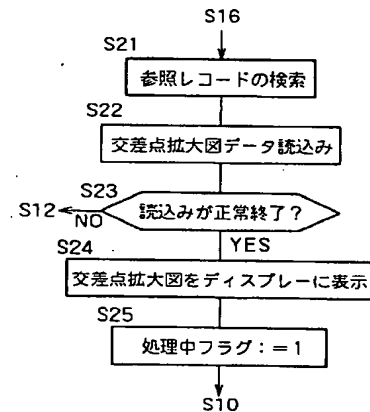 S16
S21
参照レコードの検索
S22
交差点拡大図データ読込み
S23
読込みが正常終了?
S12
NO
YES
S24
交差点拡大図をディスプレーに表示
S25
処理中フラグ:=1
S10